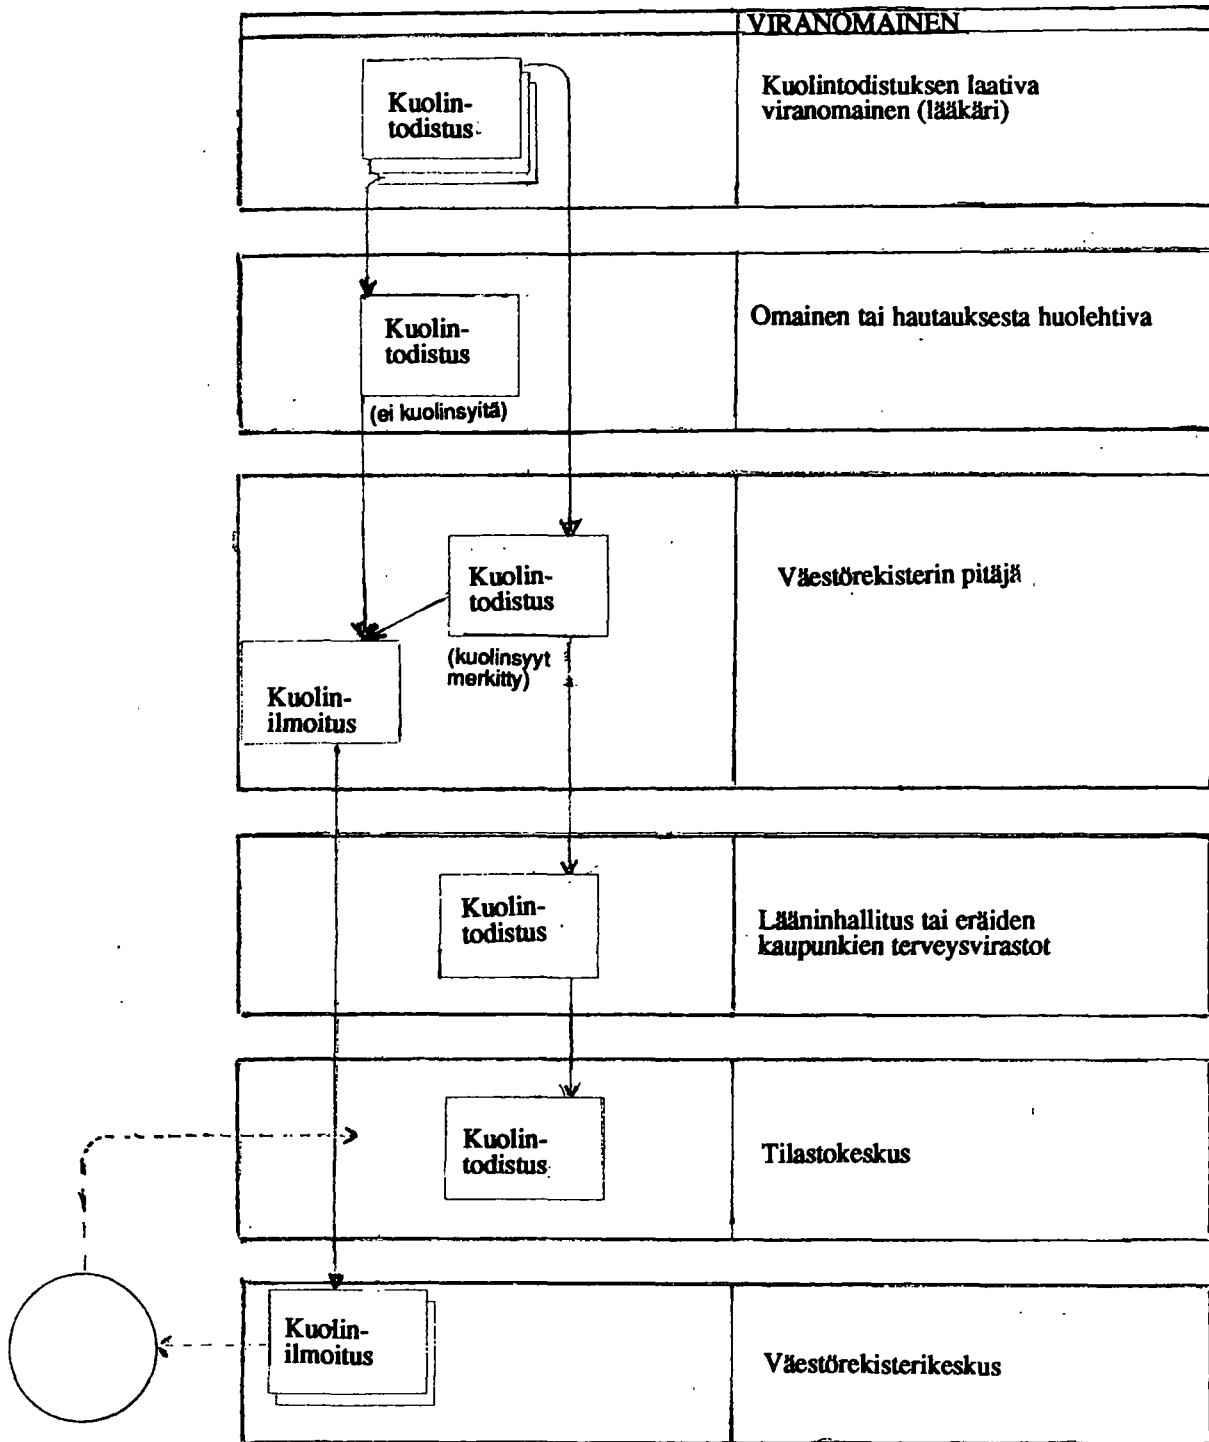 VIRANOMAINEN
Kuolin-
todistus
Kuolintodistuksen laativa
viranomainen (lääkäri)
Kuolin-
todistus
(ei kuolinsyitä)
Omainen tai hautauksesta huolehtiva
Kuolin-
todistus
(kuolinsyyt
merkitty)
Väestörekisterin pitäjä
Kuolin-
ilmoitus
Kuolin-
todistus
Lääninhallitus tai eräiden
kaupunkien terveysvirastot
Kuolin-
todistus
Tilastokeskus
Kuolin-
ilmoitus
Väestörekisterikeskus